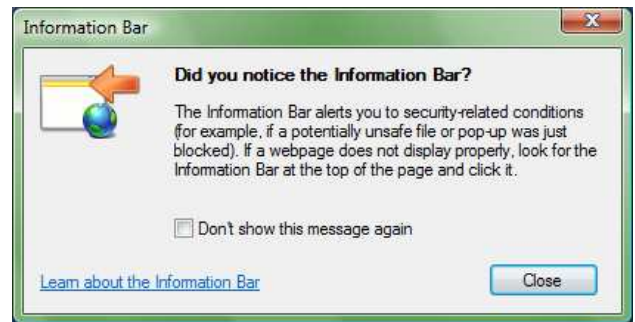 Information Bar
Did you notice the Information Bar?
The Information Bar alerts you to security-related conditions
(for example, if a potentially unsafe file or pop-up was just
blocked). If a webpage does not display properly, look for the
Information Bar at the top of the page and click it.
Don't show this message again
Learn about the Information Bar
Close